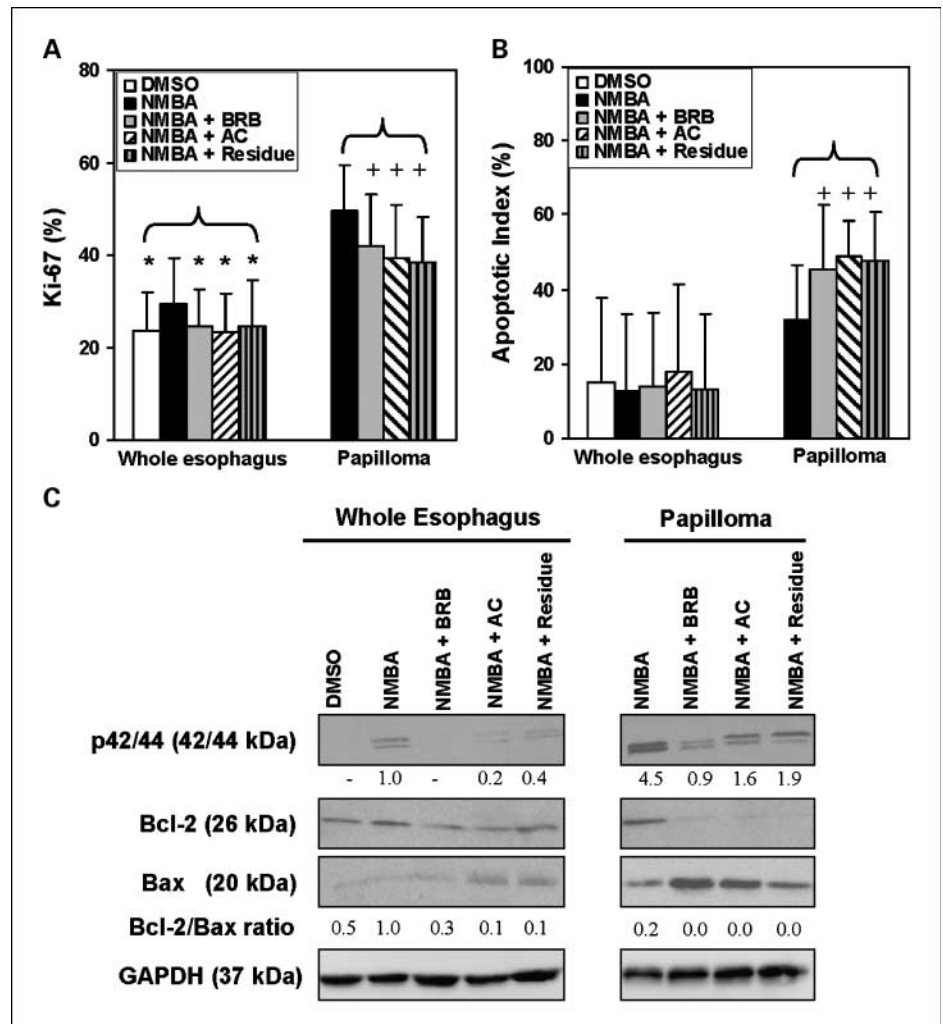 A
80
60
40
20
0
Ki-67 (%)
DMSO
NMBA
NMBA + BRB
NMBA + AC
NMBA + Residue
* * * * *
+ + +
Whole esophagus
Papilloma
B
100
80
60
40
20
0
Apoptotic Index (%)
DMSO
NMBA
NMBA + BRB
NMBA + AC
NMBA + Residue
+ + +
Whole esophagus
Papilloma
C
Whole Esophagus
Papilloma
DMSO
NMBA
NMBA + BRB
NMBA + AC
NMBA + Residue
NMBA
NMBA + BRB
NMBA + AC
NMBA + Residue
p42/44 (42/44 kDa)
- 1.0 - 0.2 0.4 4.5 0.9 1.6 1.9
Bcl-2 (26 kDa)
Bax (20 kDa)
Bcl-2/Bax ratio 0.5 1.0 0.3 0.1 0.1 0.2 0.0 0.0 0.0
GAPDH (37 kDa)